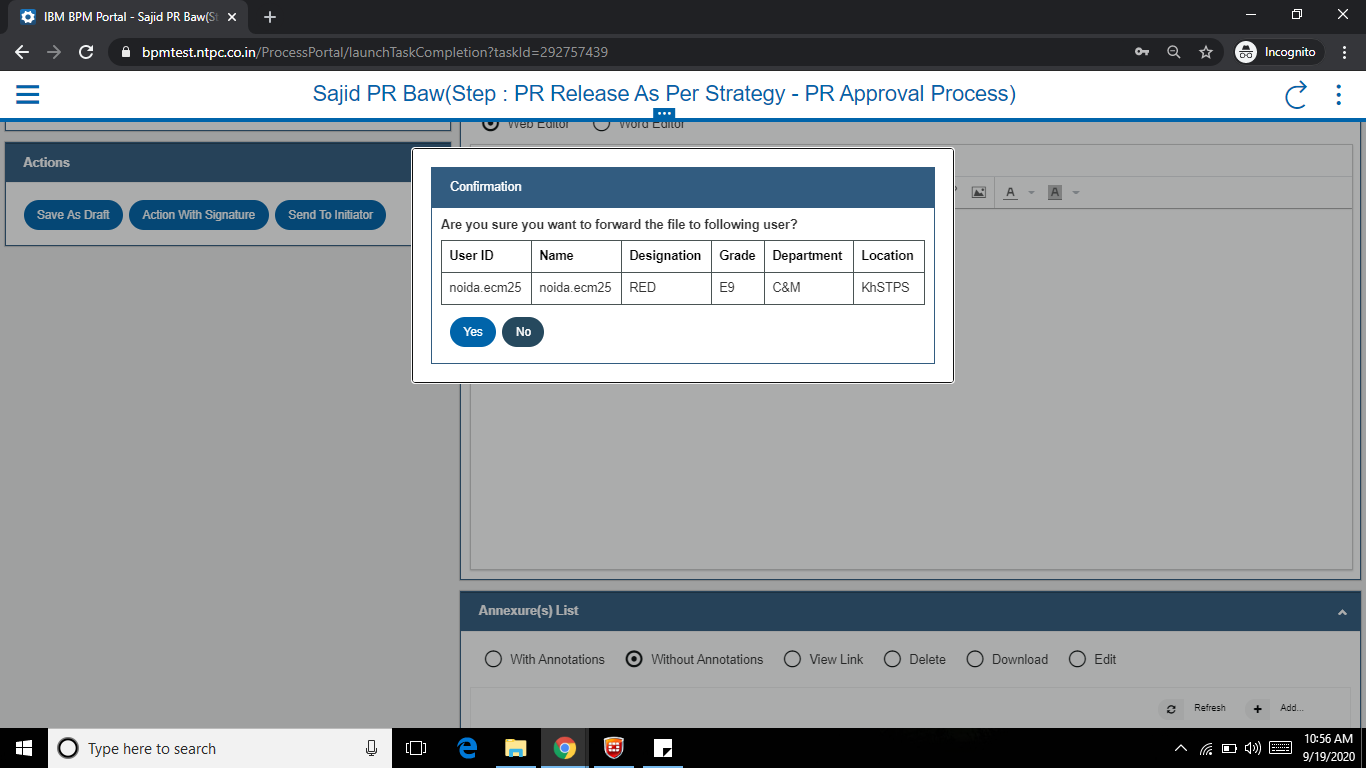 IBM BPM Portal - Sajid PR Baw(St
bpmtest.ntpc.co.in/ProcessPortal/launchTaskCompletion?taskId=292757439
Incognito
Sajid PR Baw(Step : PR Release As Per Strategy - PR Approval Process)
Web Editor Word Editor
Actions
Save As Draft Action With Signature Send To Initiator
A A
Confirmation
Are you sure you want to forward the file to following user?
User ID Name Designation Grade Department Location
noida.ecm25 noida.ecm25 RED E9 C&M KhSTPS
Yes No
Annexure(s) List
With Annotations Without Annotations View Link Delete Download Edit
Refresh Add...
Type here to search
10:56 AM
9/19/2020